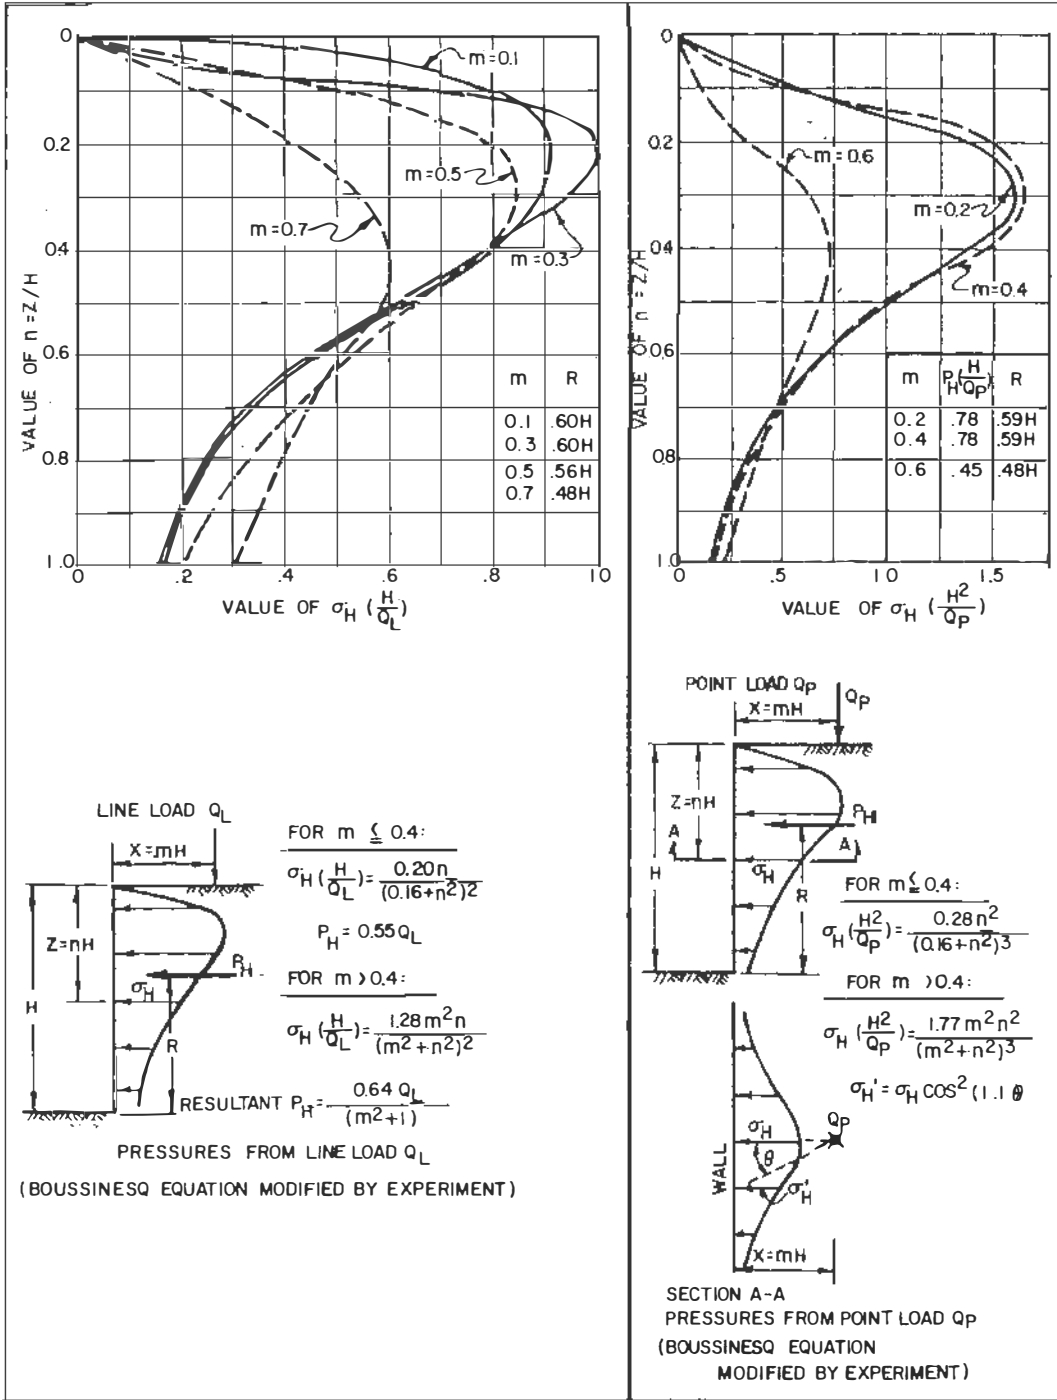 0
0.2
0.4
0.6
0.8
1.0
VALUE OF n = Z/H
m=0.1
m=0.5
m=0.7
m=0.3
m R
0.1 .60H
0.3 .60H
0.5 .56H
0.7 .48H
0 .2 .4 .6 .8 1.0
VALUE OF σH (H/QL)
LINE LOAD QL
X=mH
Z=nH
H
σH
PH
R
FOR m ≤ 0.4:
σH (H/QL) = 0.20n/(0.16+n²)²
PH = 0.55QL
FOR m > 0.4:
σH (H/QL) = 1.28m²n/(m²+n²)²
RESULTANT PH = 0.64 QL/(m²+1)
PRESSURES FROM LINE LOAD QL
(BOUSSINESQ EQUATION MODIFIED BY EXPERIMENT)
0
0.2
04
06
08
1.0
VALUE OF n = Z/H
m=0.6
m=0.2
m=0.4
m PH(H/QP) R
0.2 .78 .59H
0.4 .78 .59H
0.6 .45 .48H
0 .5 1.0 1.5
VALUE OF σH (H²/QP)
POINT LOAD QP
QP
X=mH
Z=nH
PH
A A
H
σH
R
FOR m ≤ 0.4:
σH (H²/QP) = 0.28n²/(0.16+n²)³
FOR m > 0.4:
σH (H²/QP) = 1.77m²n²/(m²+n²)³
σH' = σH COS² (1.1 θ
QP
σH
θ
WALL
σH'
X=mH
SECTION A-A
PRESSURES FROM POINT LOAD QP
(BOUSSINESQ EQUATION
MODIFIED BY EXPERIMENT)